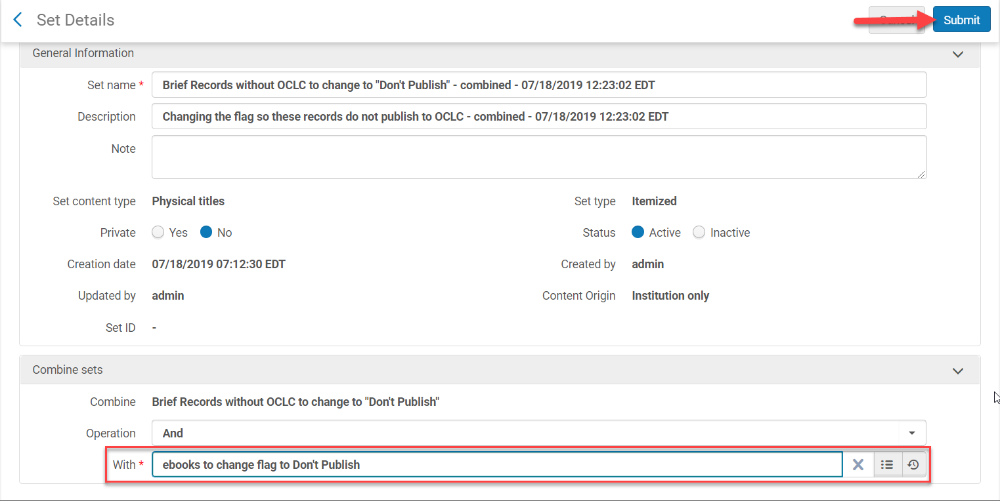 Set Details
Submit
General Information
Set name * Brief Records without OCLC to change to "Don't Publish" - combined - 07/18/2019 12:23:02 EDT
Description Changing the flag so these records do not publish to OCLC - combined - 07/18/2019 12:23:02 EDT
Note
Set content type Physical titles Set type Itemized
Private Yes No Status Active Inactive
Creation date 07/18/2019 07:12:30 EDT Created by admin
Updated by admin Content Origin Institution only
Set ID -
Combine sets
Combine Brief Records without OCLC to change to "Don't Publish"
Operation And
With * ebooks to change flag to Don't Publish